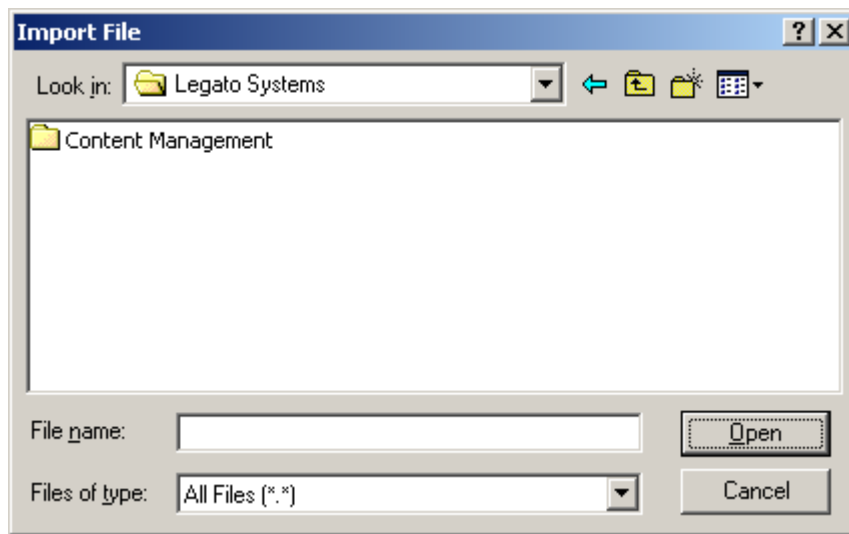 Import File
Look in: Legato Systems
Content Management
File name:
Open
Files of type: All Files (*.*)
Cancel